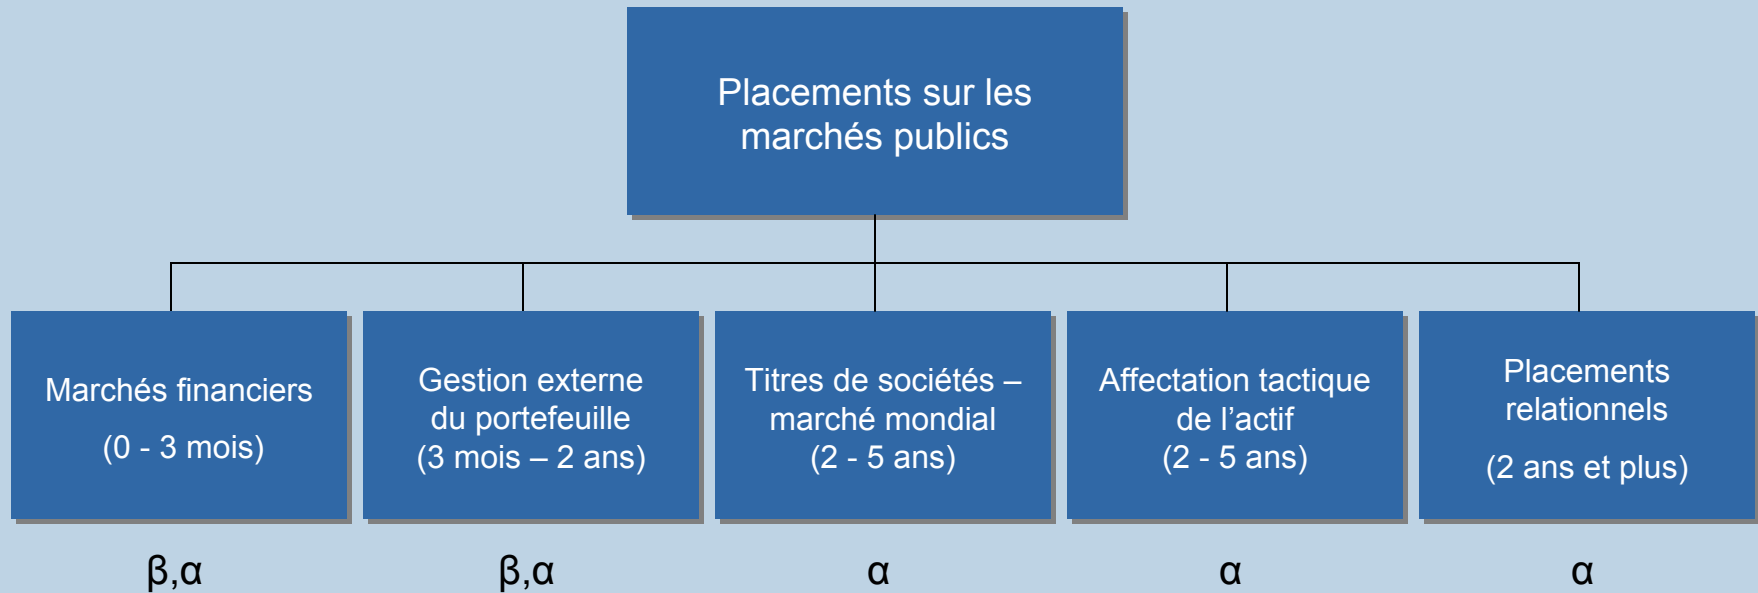 Placements sur les
marchés publics
Marchés financiers
(0 - 3 mois)
Gestion externe
du portefeuille
(3 mois – 2 ans)
Titres de sociétés –
marché mondial
(2 - 5 ans)
Affectation tactique
de l’actif
(2 - 5 ans)
Placements
relationnels
(2 ans et plus)
β,α
β,α
α
α
α